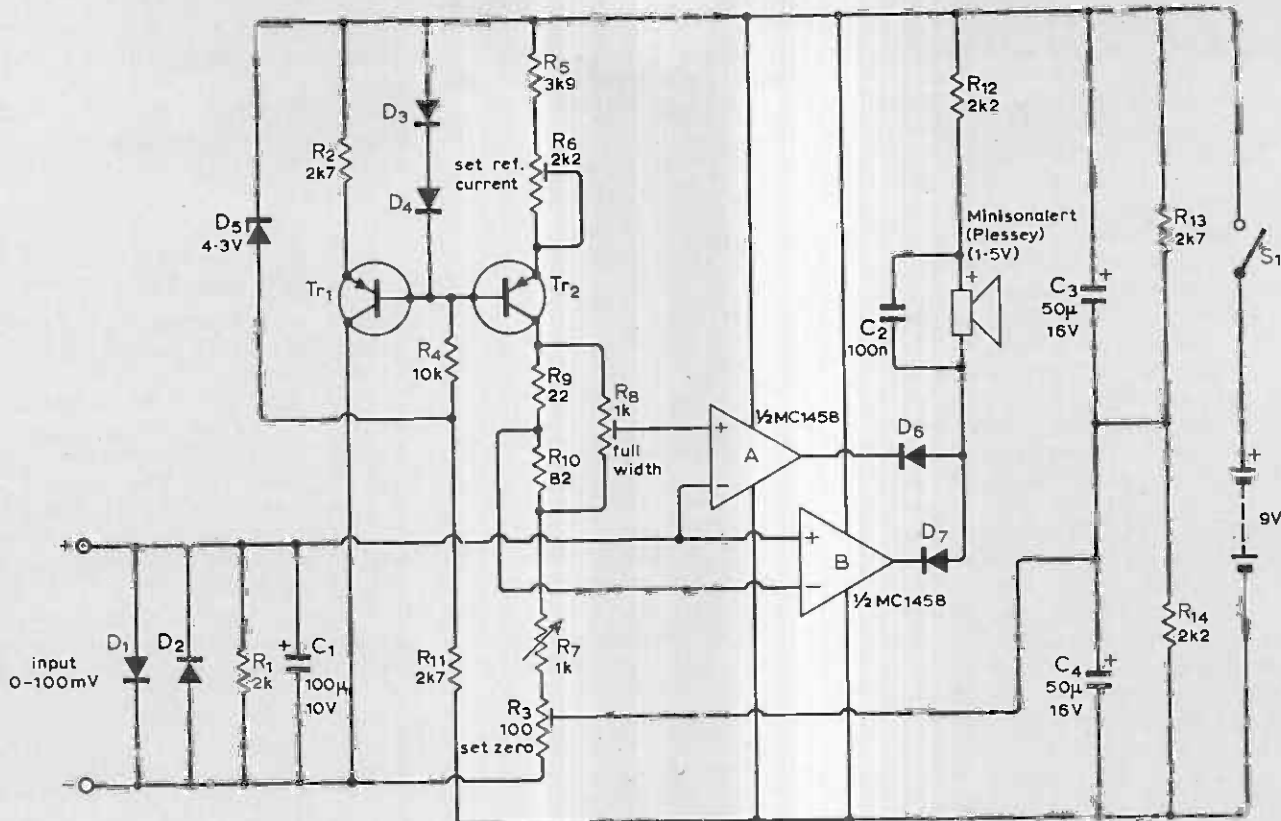 R5
3k9
R12
2k2
D3
R2
2k7
set ref.
current
R6
2k2
D4
D5
4·3V
Minisonalert
(Plessey)
(1·5V)
+
R13
2k7
S1
Tr1
Tr2
C2
100n
C3
50μ
16V
+
R4
10k
R9
22
R8
1k
full
width
R10
82
½MC1458
A
+
−
D6
+
9V
+
B
+
−
D7
½MC1458
input
0-100mV
D1
D2
R1
2k
+
C1
100μ
10V
R11
2k7
R7
1k
R3
100
set zero
C4
50μ
16V
+
R14
2k2
−